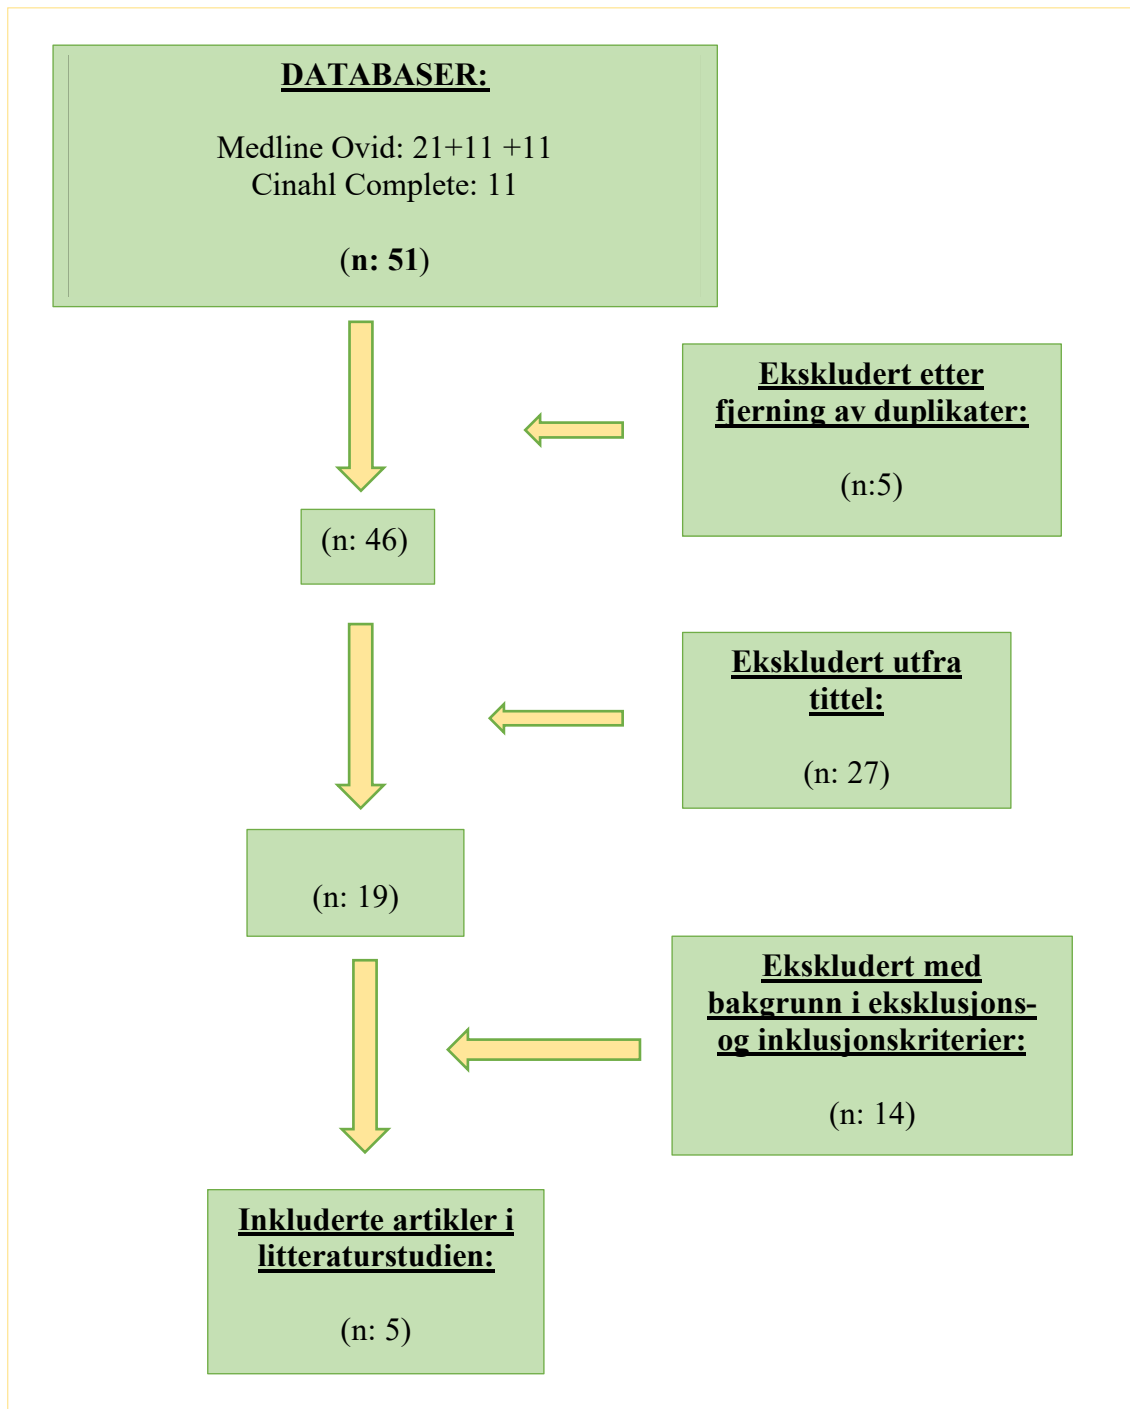 DATABASER:
Medline Ovid: 21+11 +11
Cinahl Complete: 11
(n: 51)
Ekskludert etter
fjerning av duplikater:
(n:5)
(n: 46)
Ekskludert utfra
tittel:
(n: 27)
(n: 19)
Ekskludert med
bakgrunn i eksklusjons-
og inklusjonskriterier:
(n: 14)
Inkluderte artikler i
litteraturstudien:
(n: 5)